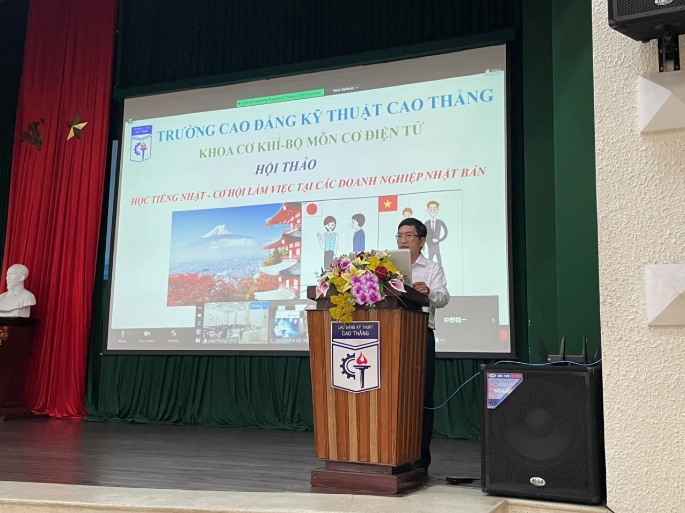 TRƯỜNG CAO ĐẲNG KỸ THUẬT CAO THẮNG
KHOA CƠ KHÍ-BỘ MÔN CƠ ĐIỆN TỬ
HỘI THẢO
HỌC TIẾNG NHẬT - CƠ HỘI LÀM VIỆC TẠI CÁC DOANH NGHIỆP NHẬT BẢN
CAO ĐẲNG KỸ THUẬT
CAO THẮNG